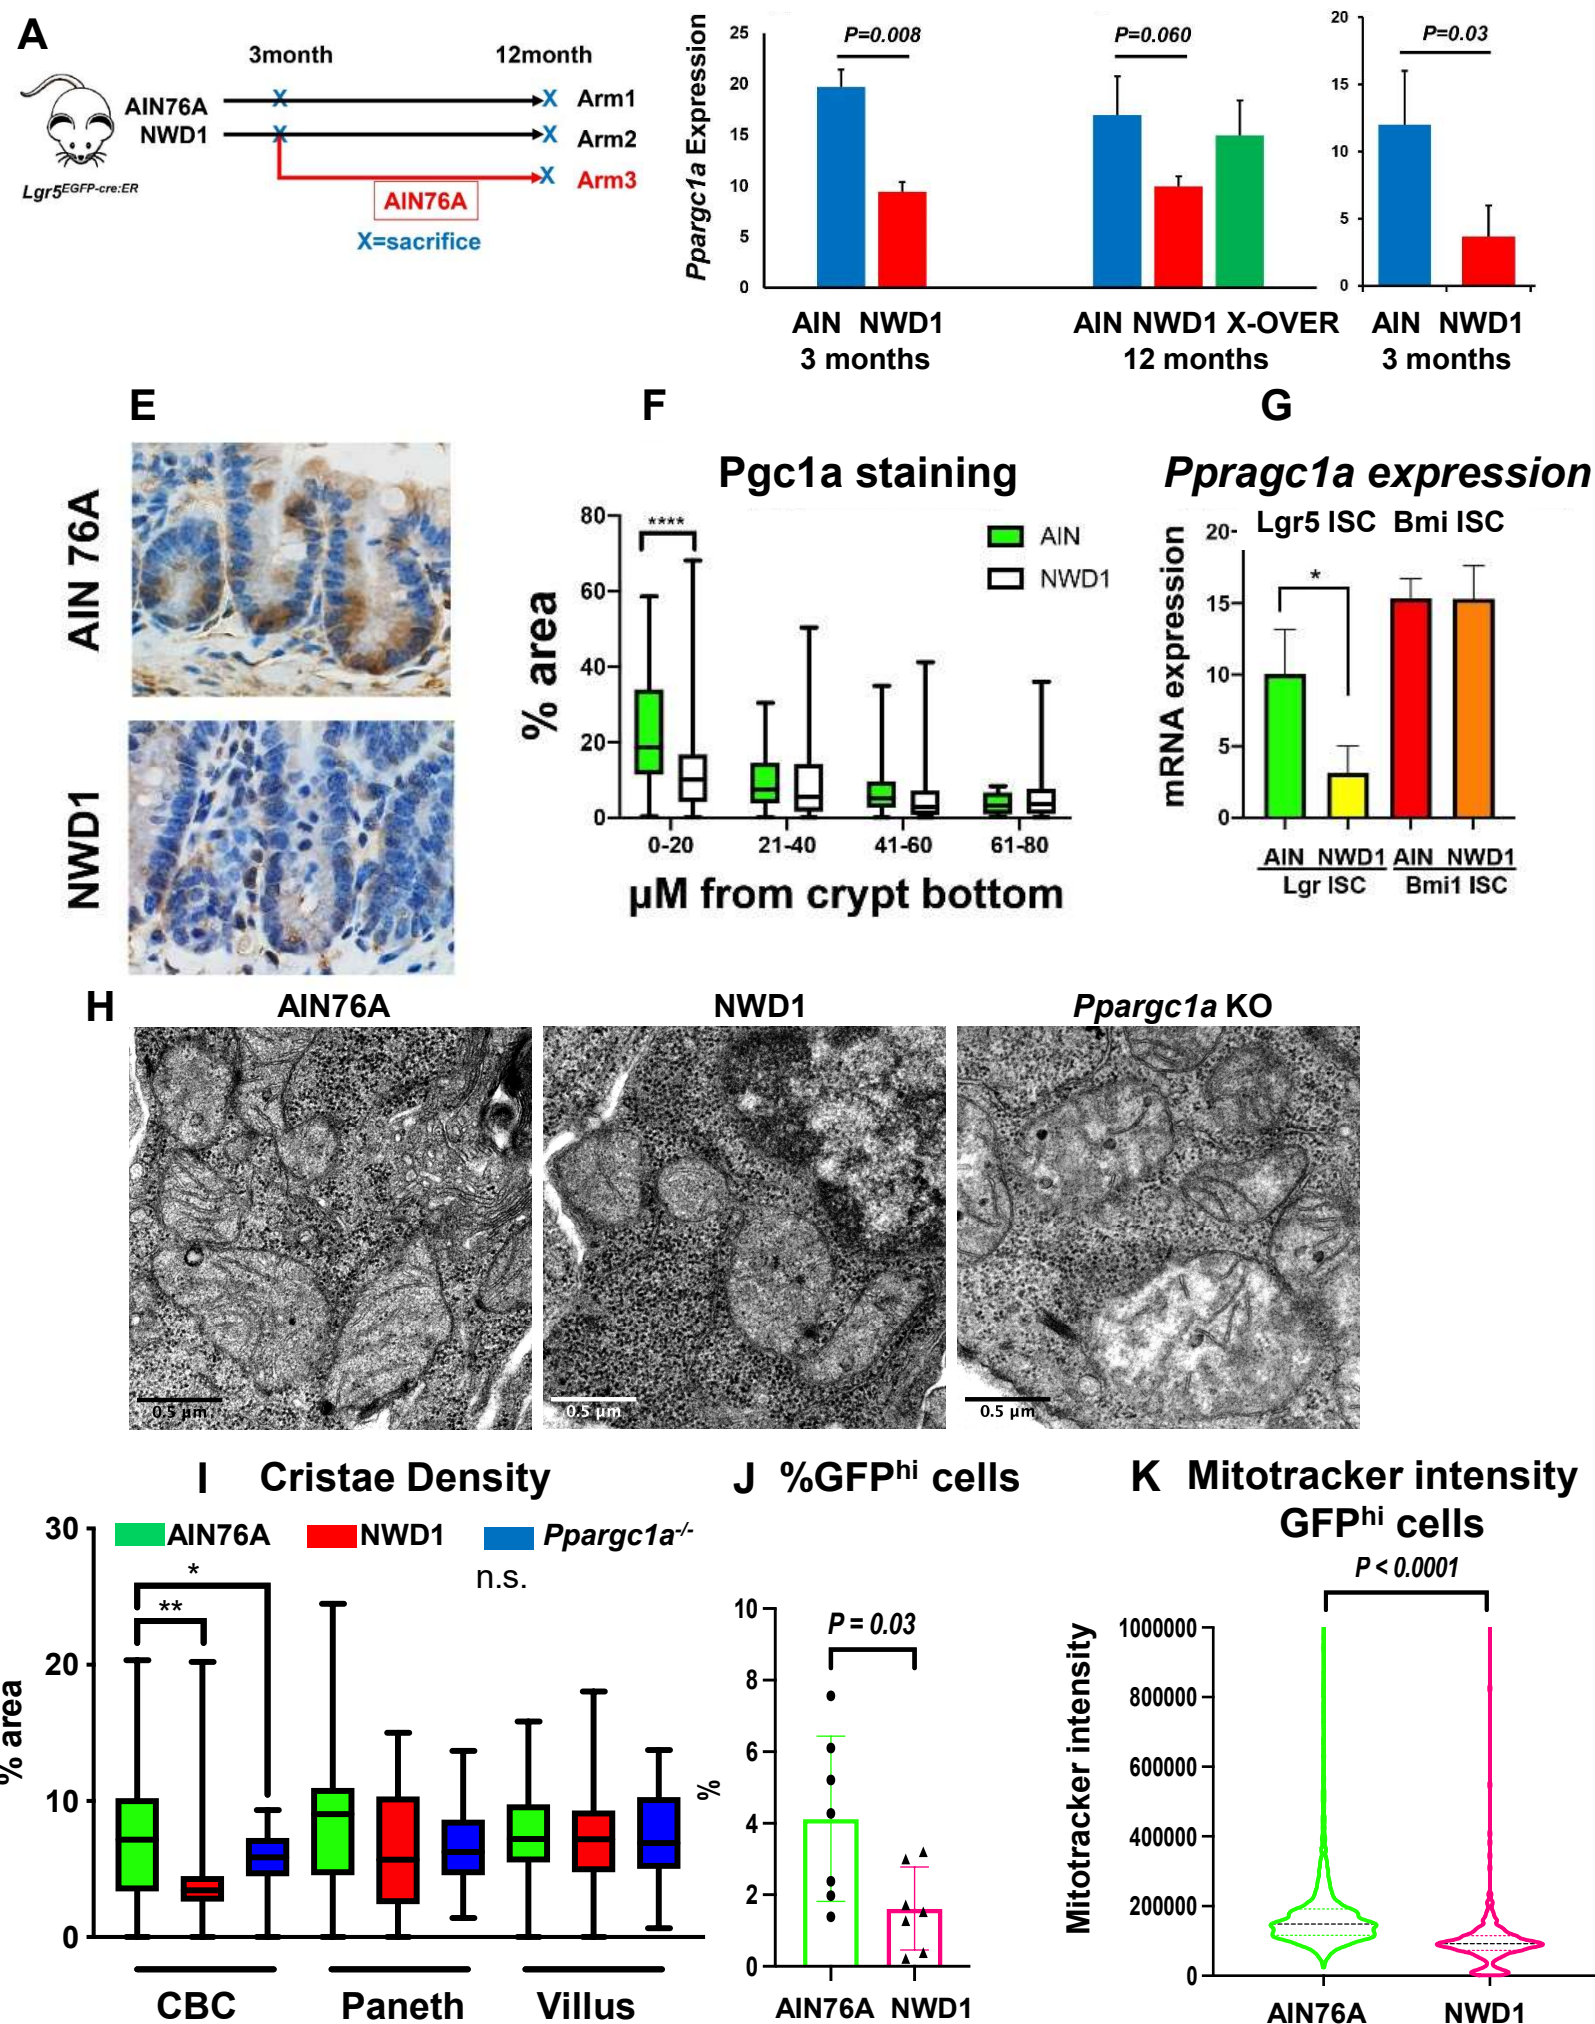 A
3month 12month
AIN76A
NWD1
X X Arm1
X X Arm2
X Arm3
AIN76A
X=sacrifice
Lgr5EGFP-cre:ER
Ppargc1a Expression
25
20
15
10
5
0
P=0.008
P=0.060
AIN NWD1
3 months
AIN NWD1 X-OVER
12 months
20
15
10
5
0
P=0.03
AIN NWD1
3 months
E
AIN 76A
NWD1
F
Pgc1a staining
% area
80
60
40
20
0
****
AIN
NWD1
0-20 21-40 41-60 61-80
µM from crypt bottom
G
Ppragc1a expression
Lgr5 ISC Bmi ISC
mRNA expression
20-
15
10
5
0
*
AIN NWD1 AIN NWD1
Lgr ISC Bmi1 ISC
H
AIN76A NWD1 Ppargc1a KO
0.5 µm 0.5 µm 0.5 µm
I Cristae Density
AIN76A NWD1 Ppargc1a-/-
% area
30
20
10
0
*
**
n.s.
CBC Paneth Villus
J %GFPhi cells
%
10
8
6
4
2
0
P = 0.03
AIN76A NWD1
K Mitotracker intensity
GFPhi cells
P < 0.0001
Mitotracker intensity
1000000
800000
600000
400000
200000
0
AIN76A NWD1